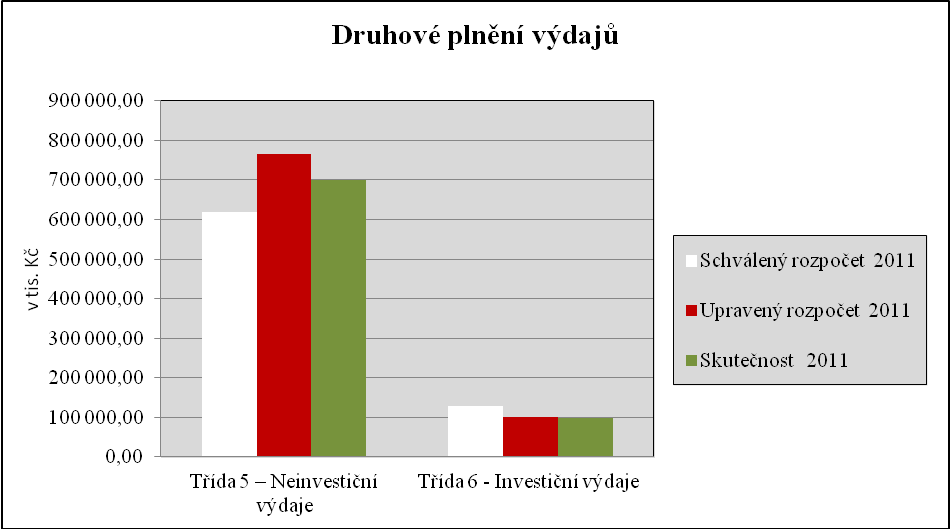 Druhové plnění výdajů
v tis. Kč
900 000,00
800 000,00
700 000,00
600 000,00
500 000,00
400 000,00
300 000,00
200 000,00
100 000,00
0,00
Třída 5 – Neinvestiční
výdaje
Třída 6 - Investiční výdaje
Schválený rozpočet 2011
Upravený rozpočet 2011
Skutečnost 2011